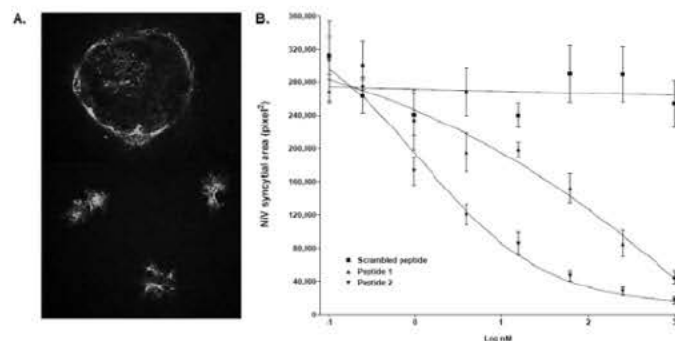 A.
B.
360,000
320,000
280,000
240,000
200,000
160,000
120,000
80,000
40,000
0
NiV syncytial area (pixel²)
Scrambled peptide
Peptide 1
Peptide 2
-1
0
1
2
3
Log nM